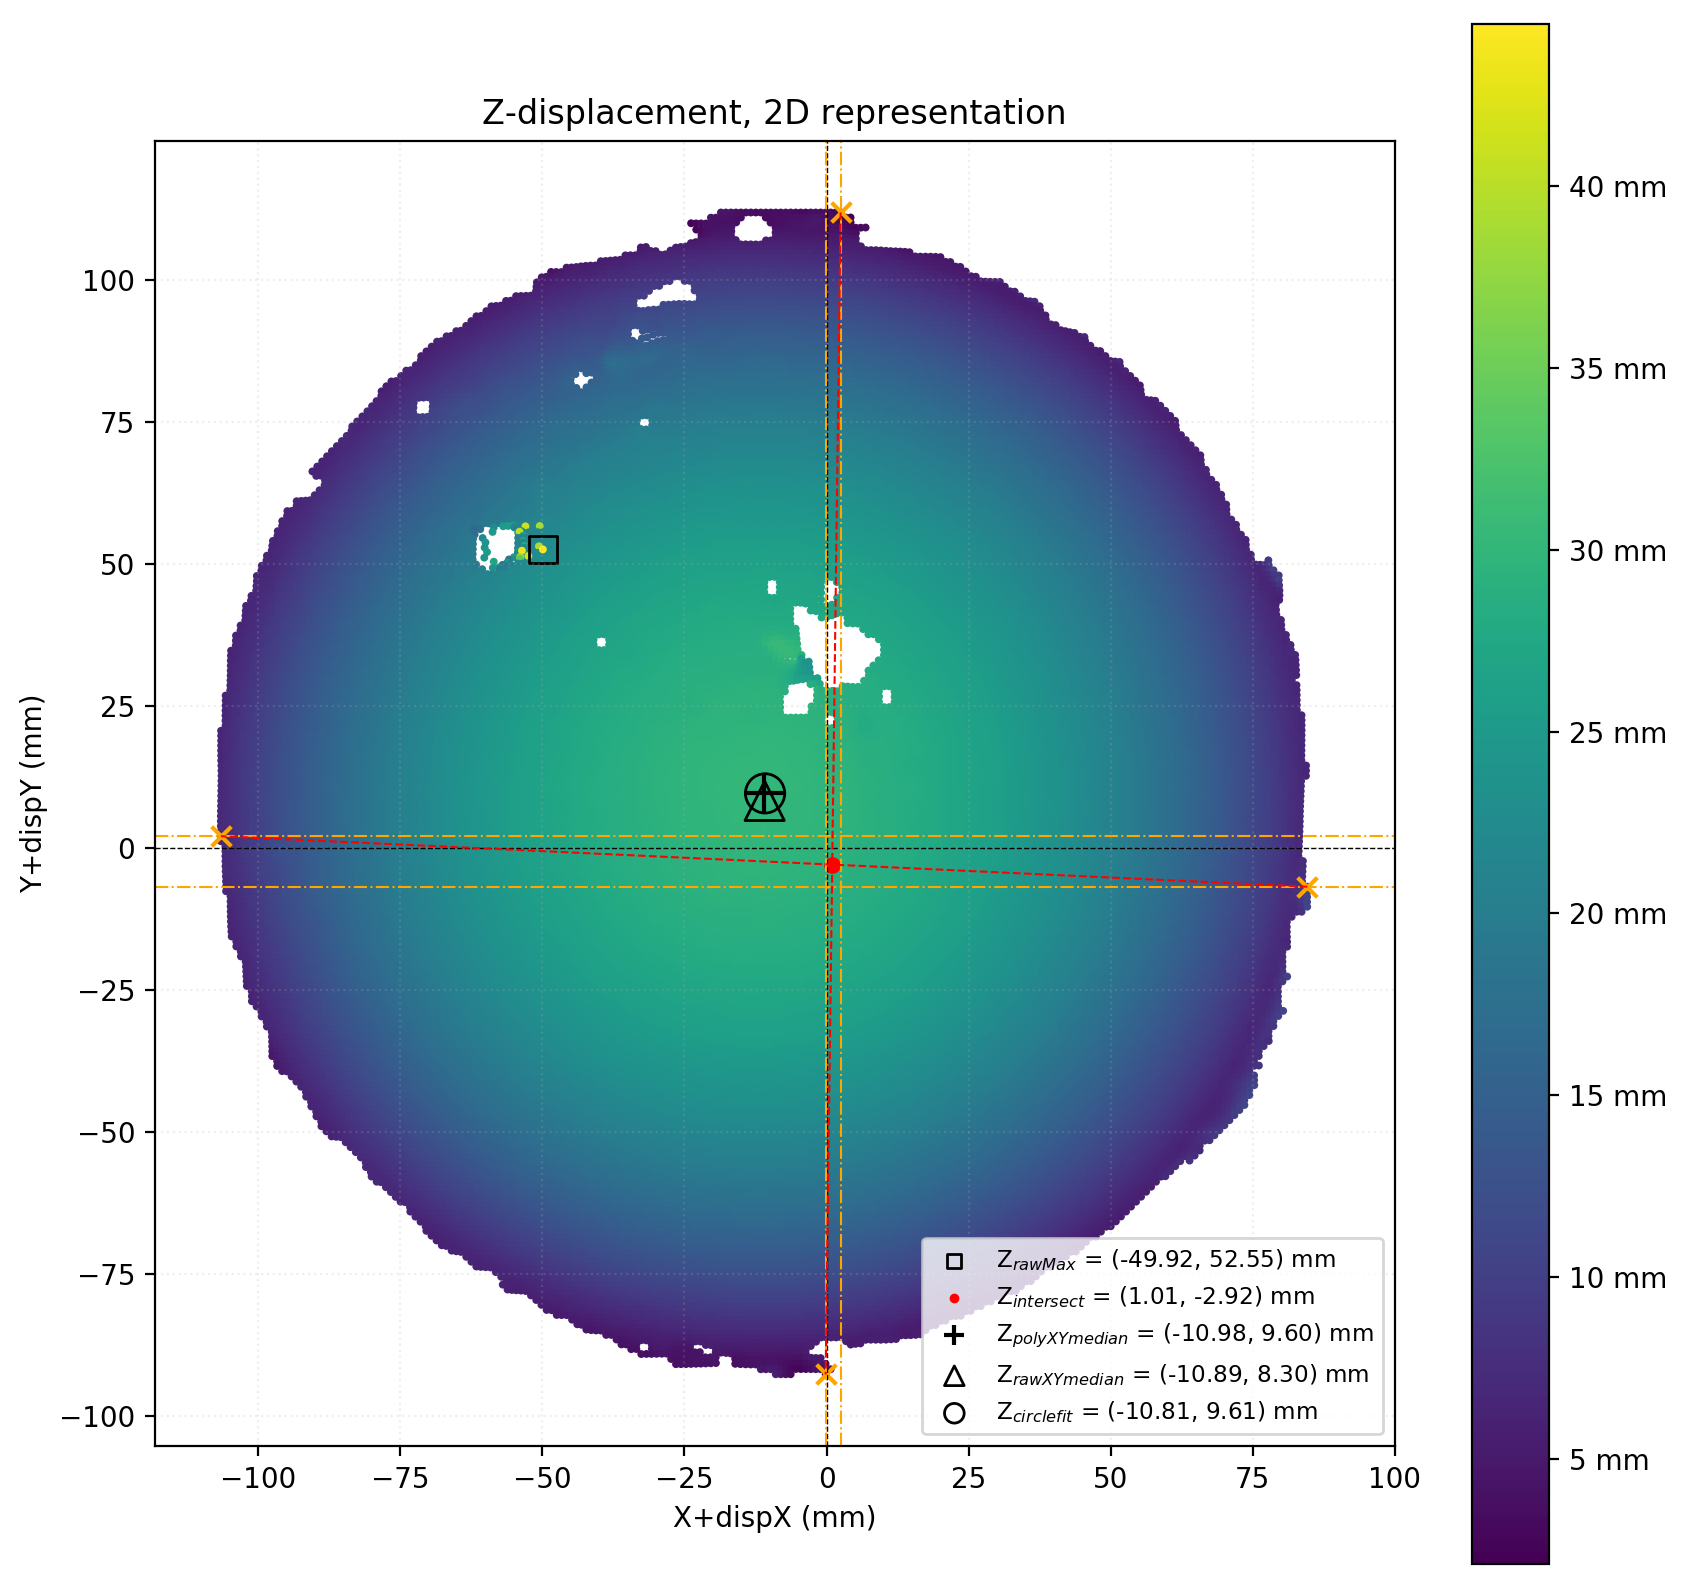 Z-displacement, 2D representation
40 mm
35 mm
30 mm
25 mm
20 mm
15 mm
10 mm
5 mm
Y+dispY (mm)
100
75
50
25
0
−25
−50
−75
−100
Z_rawMax = (-49.92, 52.55) mm
Z_intersect = (1.01, -2.92) mm
Z_polyXYmedian = (-10.98, 9.60) mm
Z_rawXYmedian = (-10.89, 8.30) mm
Z_circlefit = (-10.81, 9.61) mm
−100 −75 −50 −25 0 25 50 75 100
X+dispX (mm)